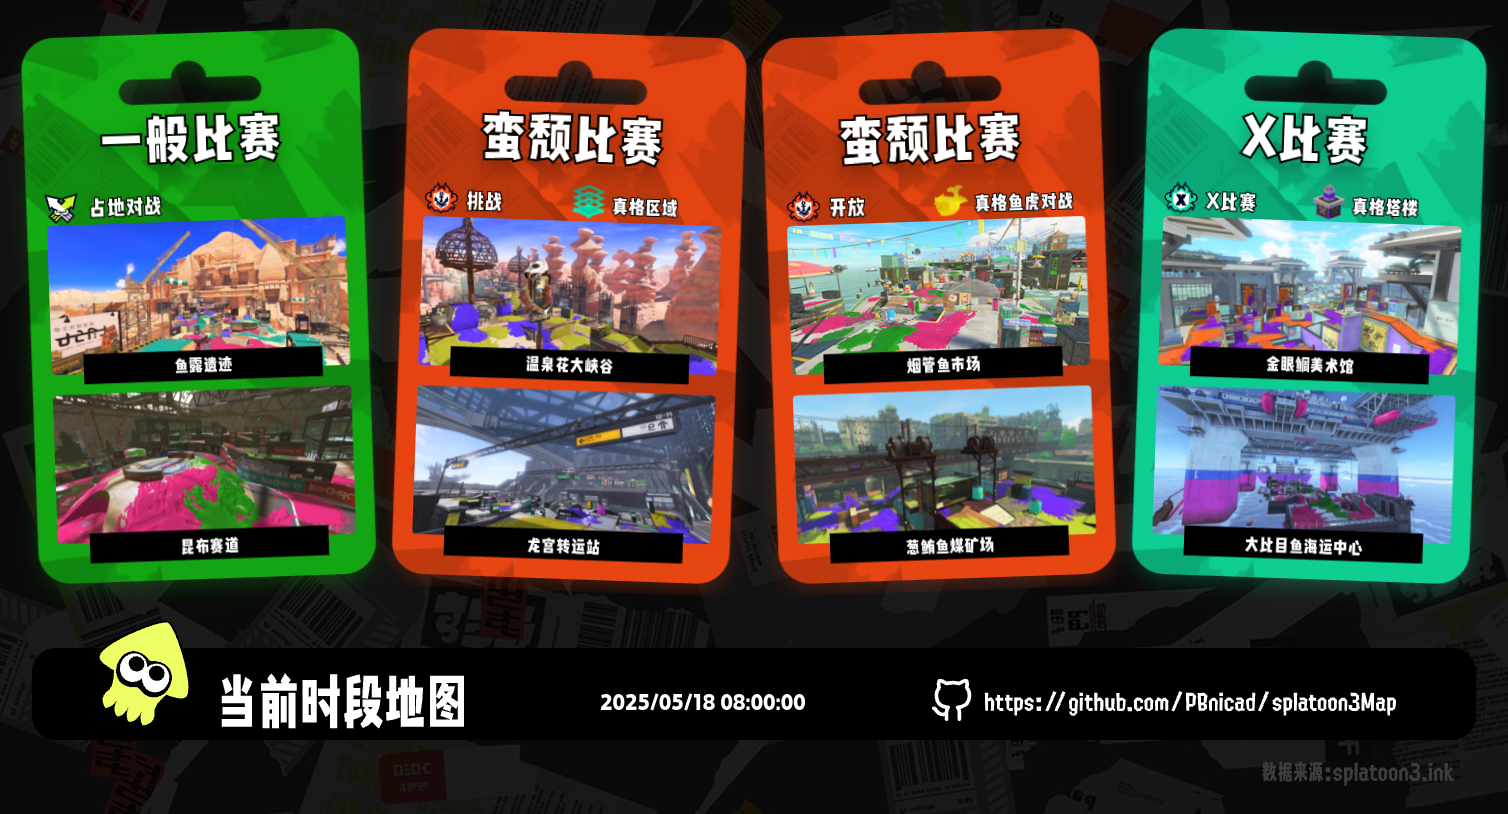 一般比赛
占地对战
鱼露遗迹
昆布赛道
蛮颓比赛
挑战
真格区域
温泉花大峡谷
龙宫转运站
蛮颓比赛
开放
真格鱼虎对战
烟管鱼市场
葱鲔鱼煤矿场
X比赛
X比赛
真格塔楼
金眼鲷美术馆
大比目鱼海运中心
当前时段地图
2025/05/18 08:00:00
https://github.com/PBnicad/splatoon3Map
数据来源:splatoon3.ink